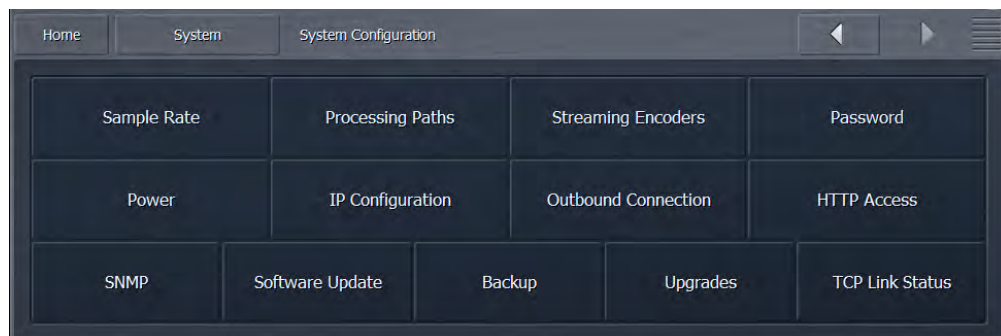 Home System System Configuration
Sample Rate Processing Paths Streaming Encoders Password
Power IP Configuration Outbound Connection HTTP Access
SNMP Software Update Backup Upgrades TCP Link Status